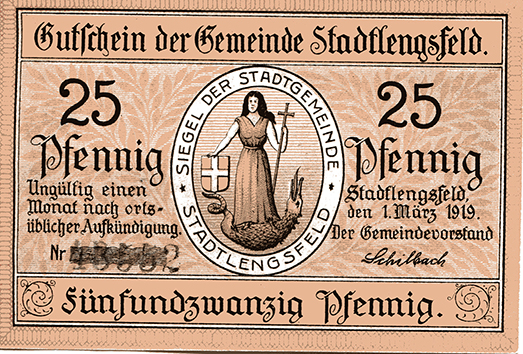 Gutschein der Gemeinde Stadtlengsfeld.
25
Pfennig
Ungültig einen
Monat nach orts-
üblicher Aufkündigung.
Nr
SIEGEL DER STADTGEMEINDE
STADTLENGSFELD
25
Pfennig
Stadtlengsfeld,
den 1. März 1919.
Der Gemeindevorstand
Schilbach
Fünfundzwanzig Pfennig.